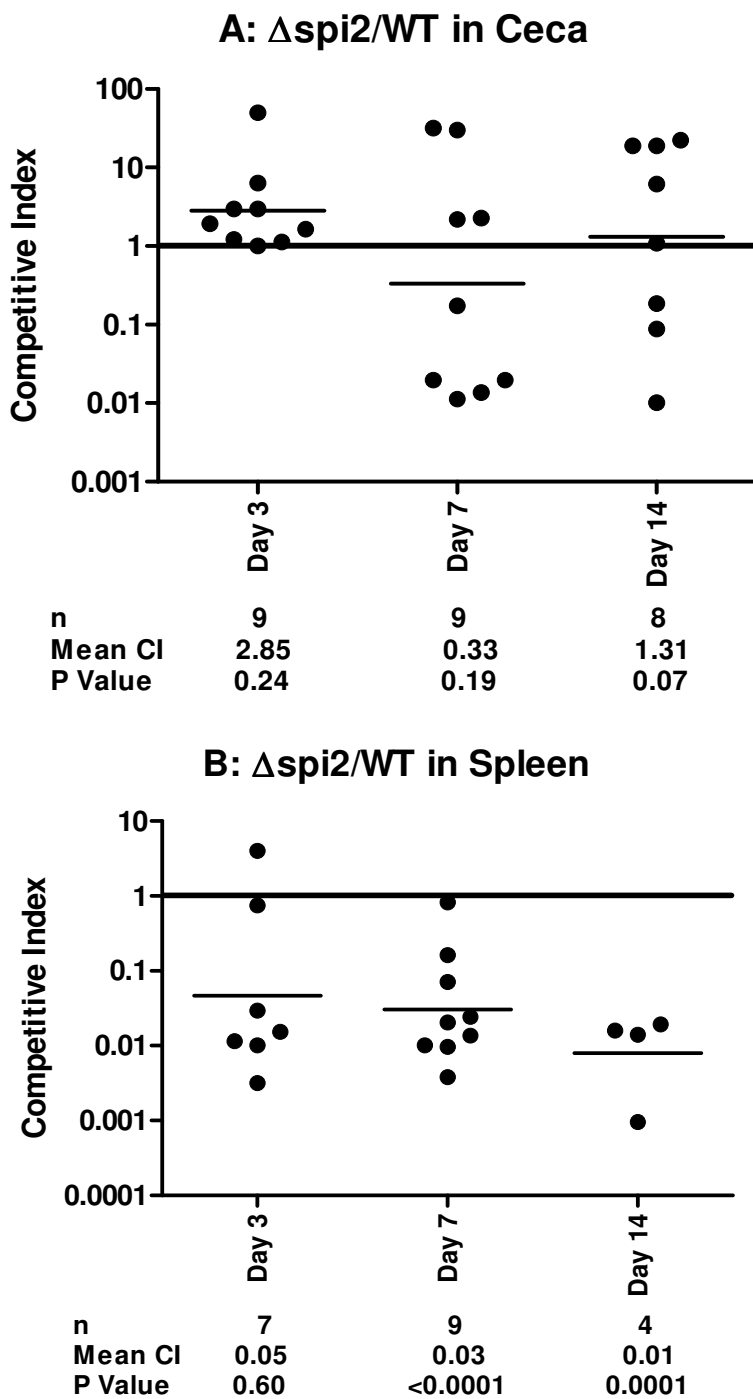 A: Δspi2/WT in Ceca
Competitive Index
100
10
1
0.1
0.01
0.001
Day 3 Day 7 Day 14
n 9 9 8
Mean CI 2.85 0.33 1.31
P Value 0.24 0.19 0.07
B: Δspi2/WT in Spleen
Competitive Index
10
1
0.1
0.01
0.001
0.0001
Day 3 Day 7 Day 14
n 7 9 4
Mean CI 0.05 0.03 0.01
P Value 0.60 <0.0001 0.0001